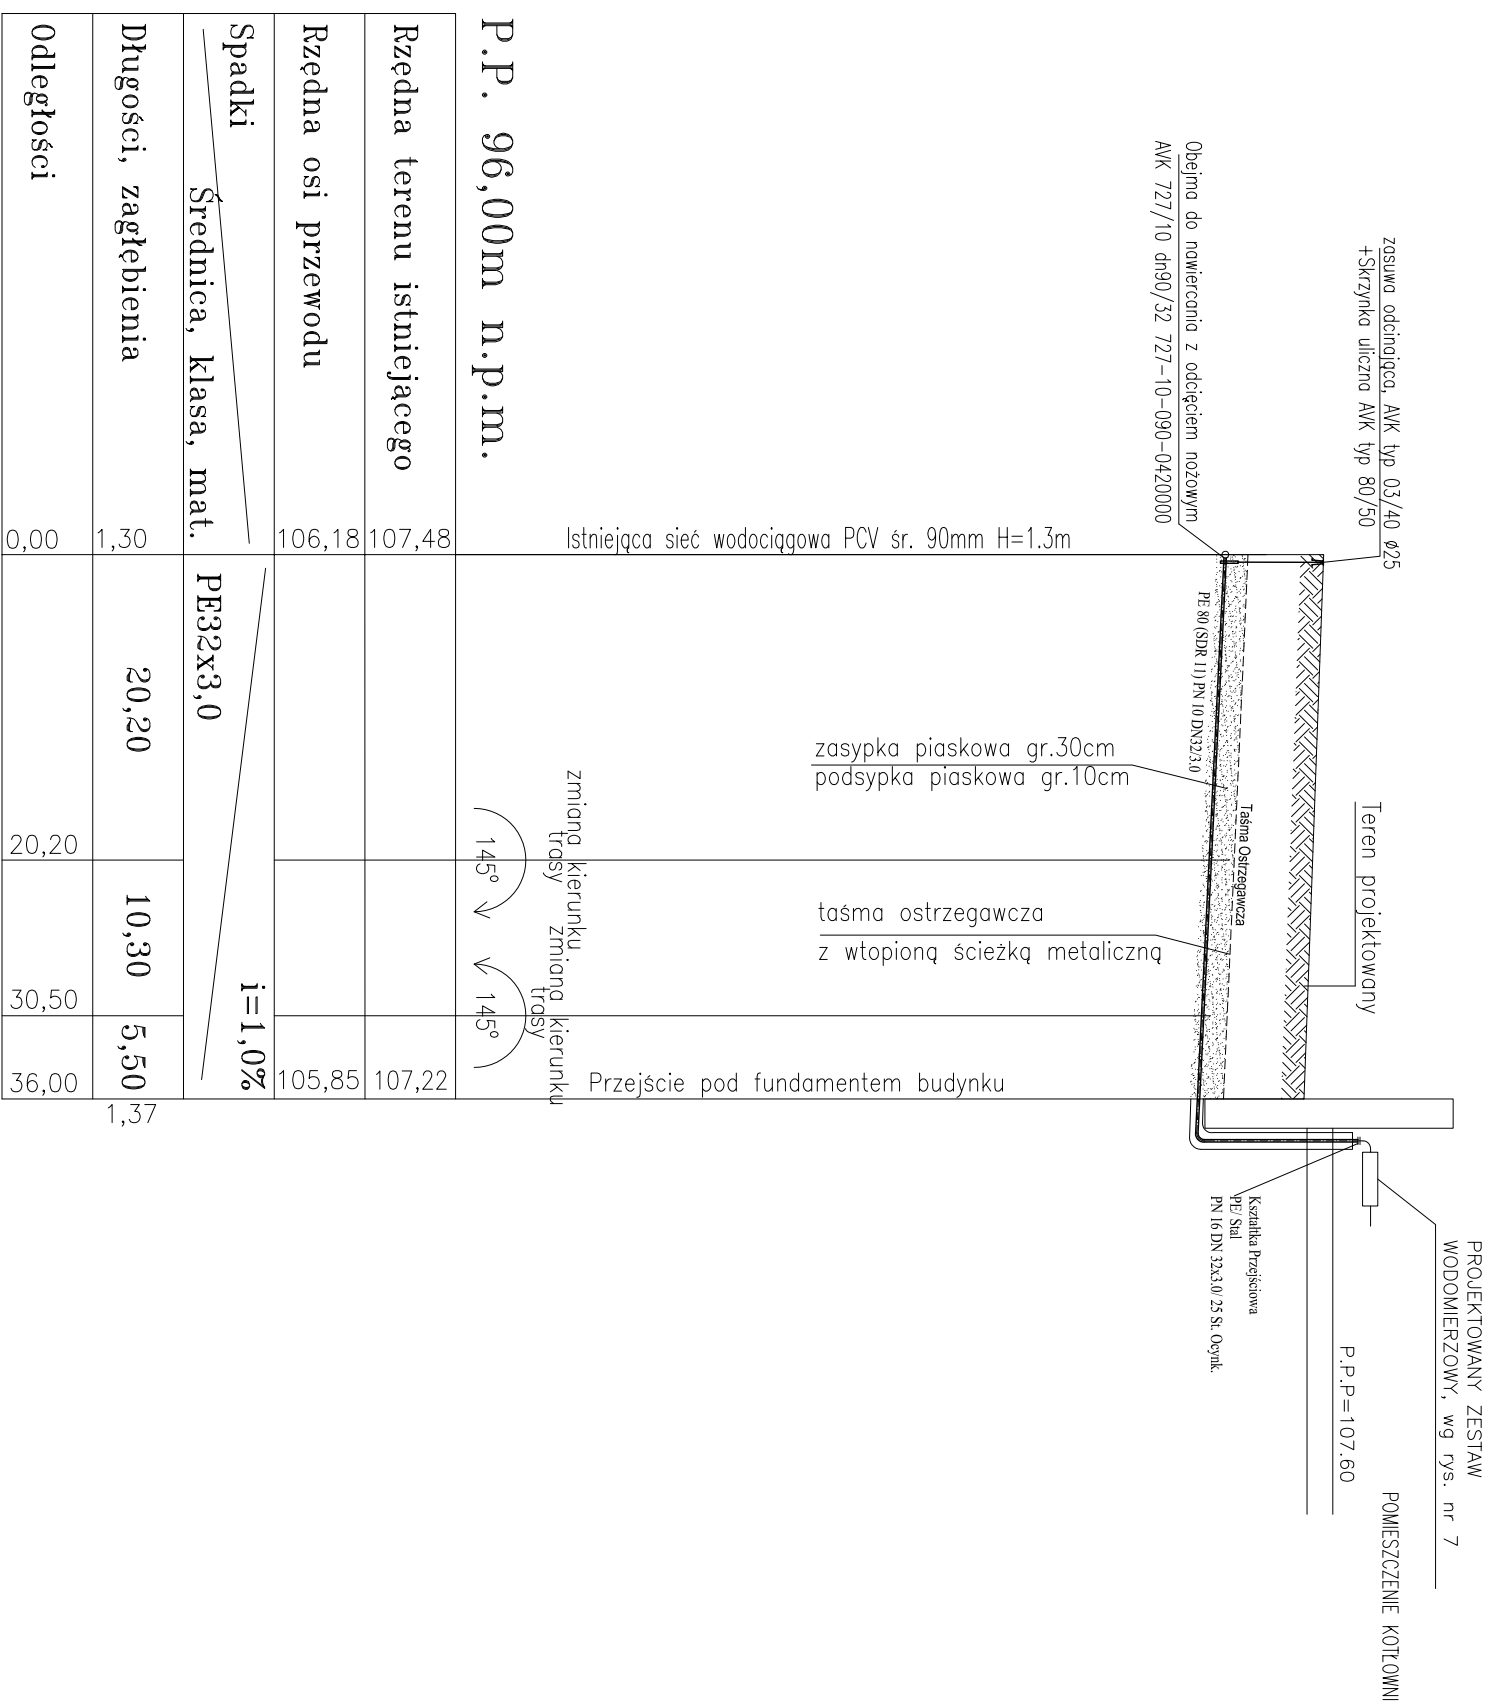 PROJEKTOWANY ZESTAW
WODOMIERZOWY, wg rys. nr 7
POMIESZCZENIE KOTŁOWNI
zasuwa odcinająca, AVK typ 03/40 ø25
+Skrzynka uliczna AVK typ 80/50
Teren projektowany
P.P.P=107.60
Obejma do nawiercania z odcięciem nożowym
AVK 727/10 dn90/32 727-10-090-0420000
Taśma Ostrzegawcza
PE 80 (SDR 11) PN 10 DN32/3.0
Kształtka Przejściowa
PE/ Stal
PN 16 DN 32x3.0/ 25 St. Ocynk.
zasypka piaskowa gr.30cm
podsypka piaskowa gr.10cm
taśma ostrzegawcza
z wtopioną ścieżką metaliczną
Istniejąca sieć wodociągowa PCV śr. 90mm H=1.3m
Przejście pod fundamentem budynku
zmiana kierunku
trasy
145°
zmiana kierunku
trasy
145°
P.P. 96,00m n.p.m.
Rzędna terenu istniejącego
107,48
107,22
Rzędna osi przewodu
106,18
105,85
Spadki
i=1,0%
Średnica, klasa, mat.
PE32x3,0
Długości, zagłębienia
1,30
20,20
10,30
5,50
1,37
Odległości
0,00
20,20
30,50
36,00